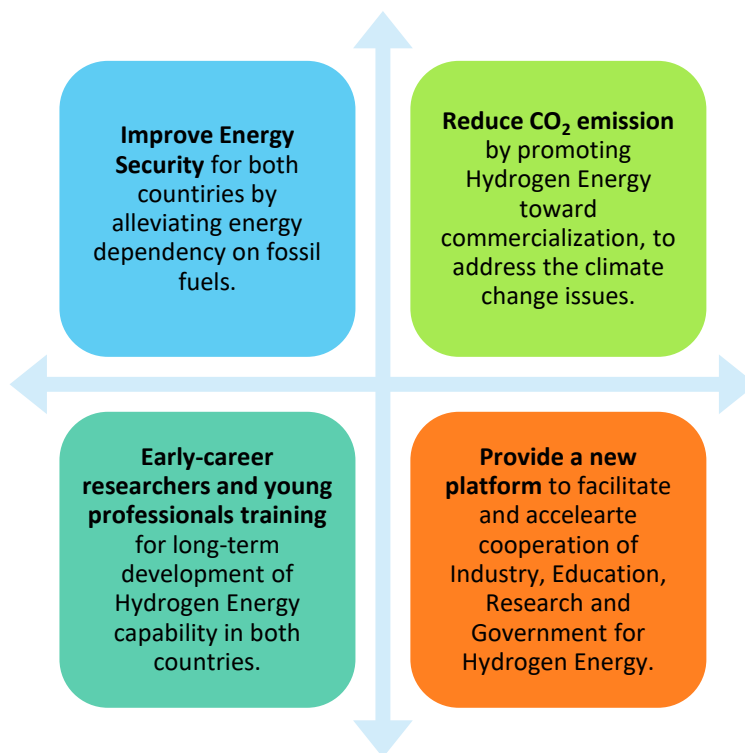 Improve Energy
Security for both
countiries by
alleviating energy
dependency on fossil
fuels.
Reduce CO₂ emission
by promoting
Hydrogen Energy
toward
commercialization, to
address the climate
change issues.
Early-career
researchers and young
professionals training
for long-term
development of
Hydrogen Energy
capability in both
countries.
Provide a new
platform to facilitate
and accelearte
cooperation of
Industry, Education,
Research and
Government for
Hydrogen Energy.